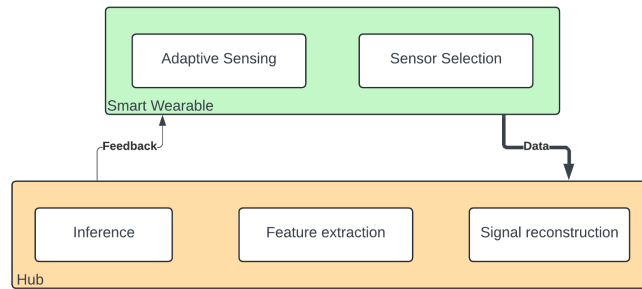 Adaptive Sensing
Sensor Selection
Smart Wearable
Feedback
Data
Inference
Feature extraction
Signal reconstruction
Hub